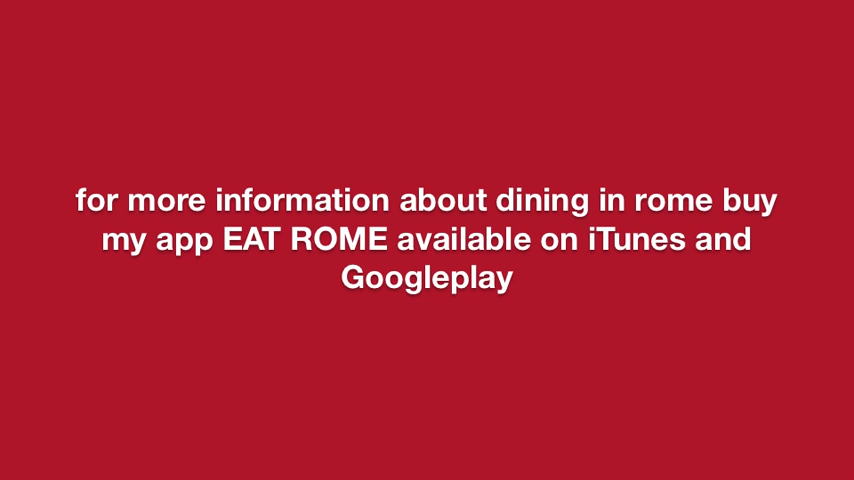 for more information about dining in rome buy
my app EAT ROME available on iTunes and
Googleplay